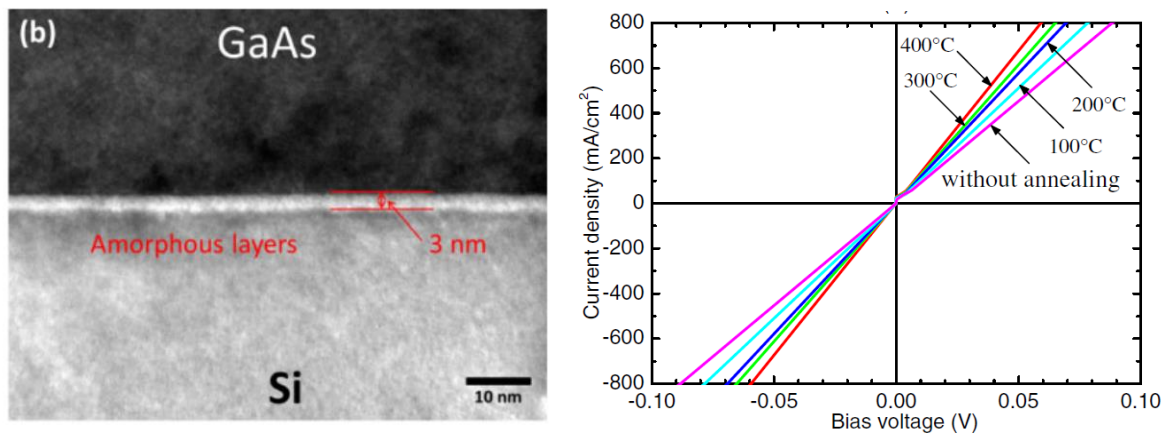 (b)
GaAs
Amorphous layers
3 nm
Si
10 nm
Current density (mA/cm²)
800
600
400
200
0
-200
-400
-600
-800
400°C
300°C
200°C
100°C
without annealing
-0.10
-0.05
0.00
0.05
0.10
Bias voltage (V)